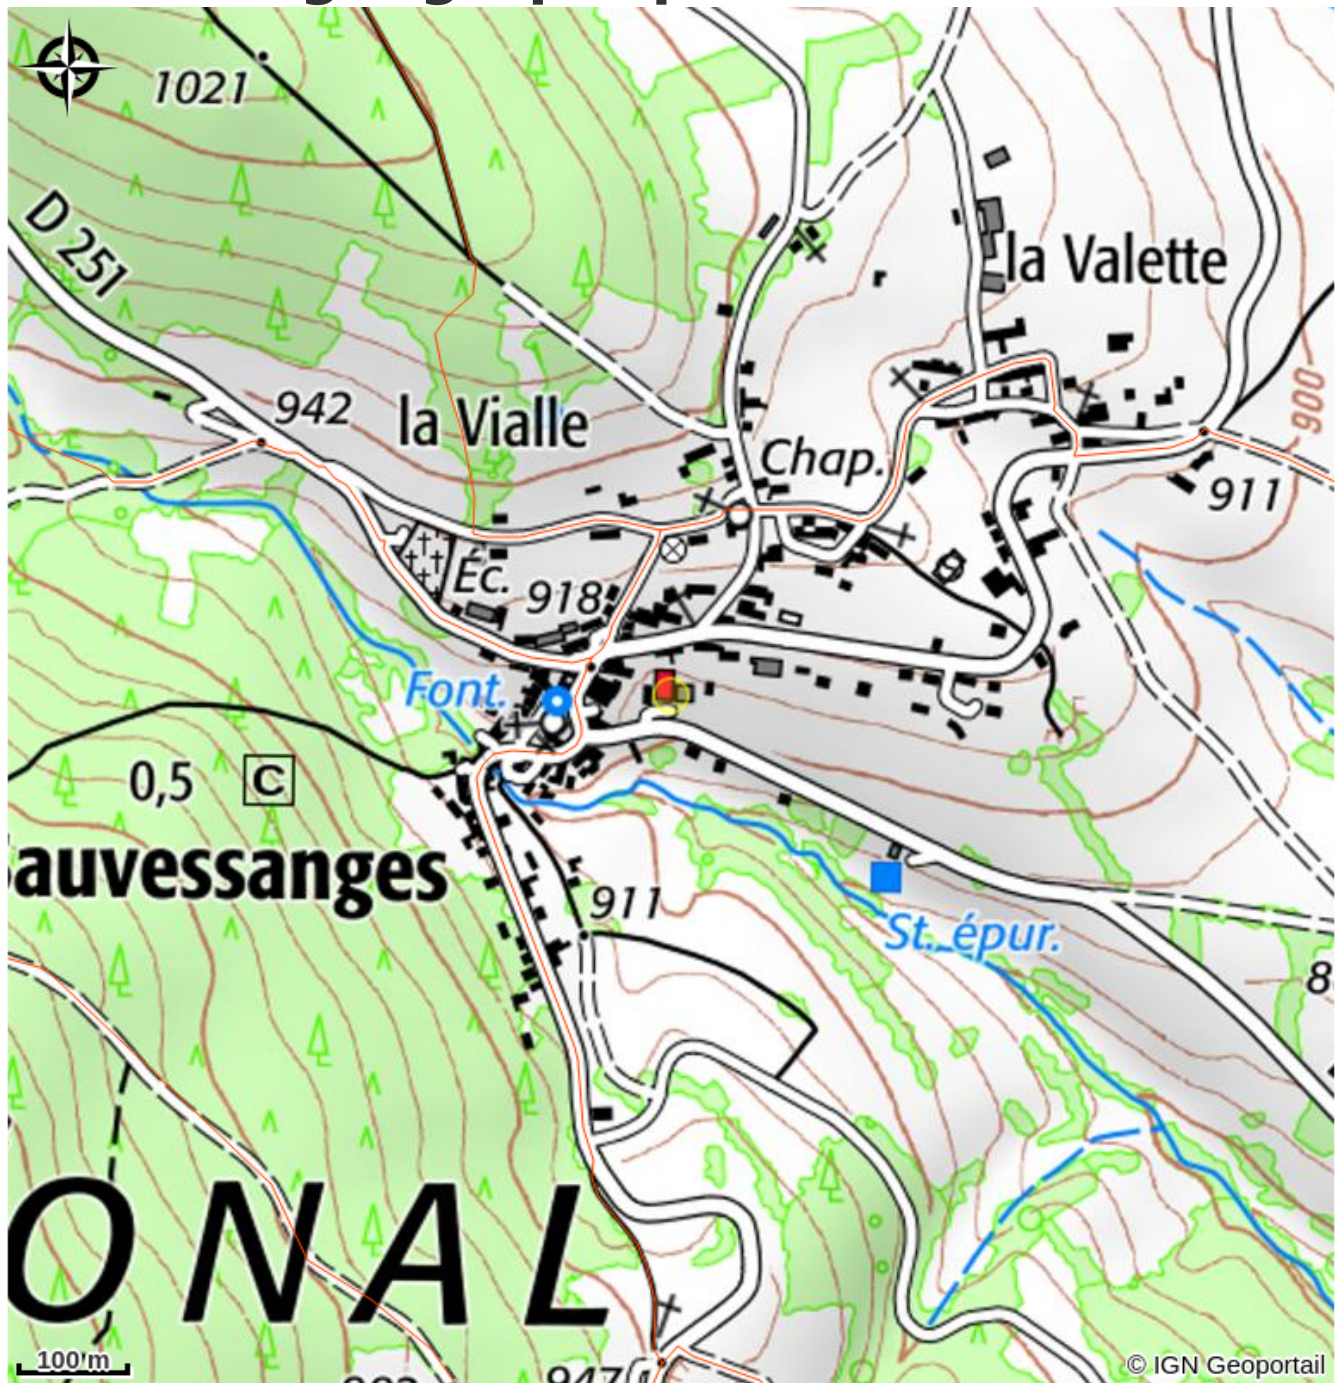 1021
D 251
la Valette
900
942
la Vialle
Chap.
911
Éc.
918
Font.
0,5
C
auvessanges
911
St. épur.
8
ONAL
100 m
947
© IGN Geoportail